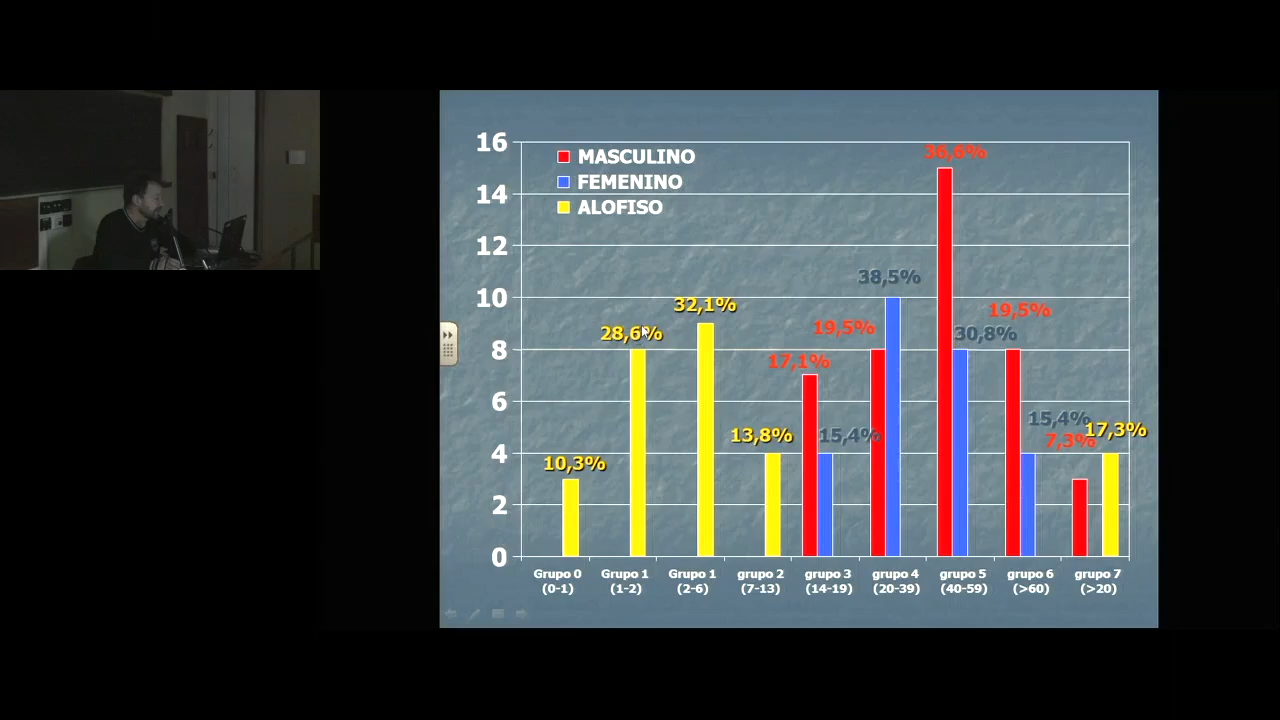 16
14
12
10
8
6
4
2
0
MASCULINO
FEMENINO
ALOFISO
10,3%
28,6%
32,1%
13,8%
17,1%
15,4%
19,5%
38,5%
36,6%
30,8%
19,5%
15,4%
7,3%
17,3%
Grupo 0
(0-1)
Grupo 1
(1-2)
Grupo 1
(2-6)
grupo 2
(7-13)
grupo 3
(14-19)
grupo 4
(20-39)
grupo 5
(40-59)
grupo 6
(>60)
grupo 7
(>20)